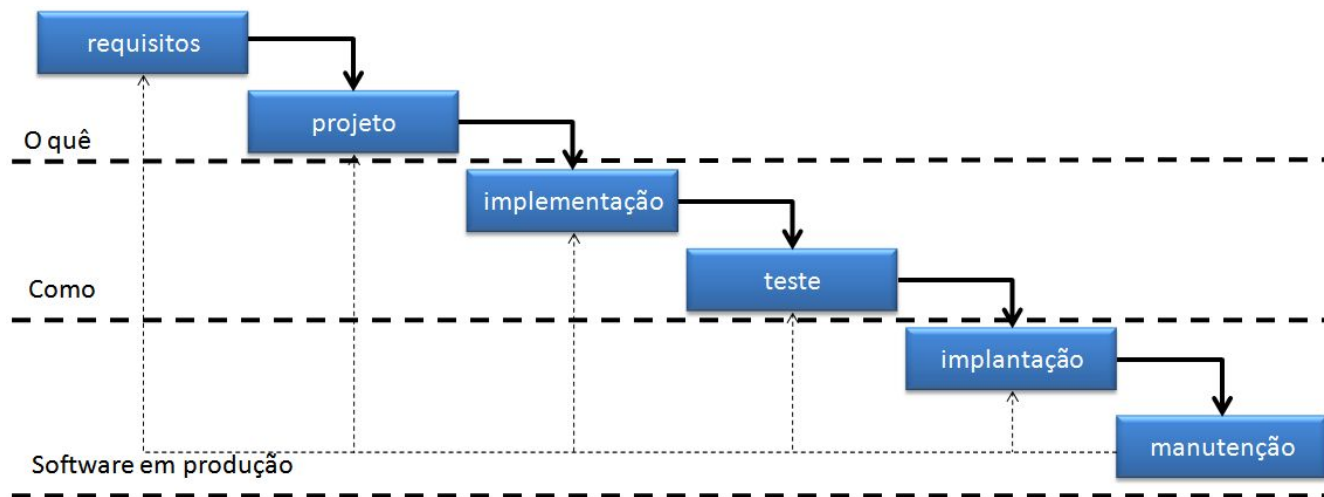 requisitos
projeto
O quê
implementação
teste
Como
implantação
manutenção
Software em produção